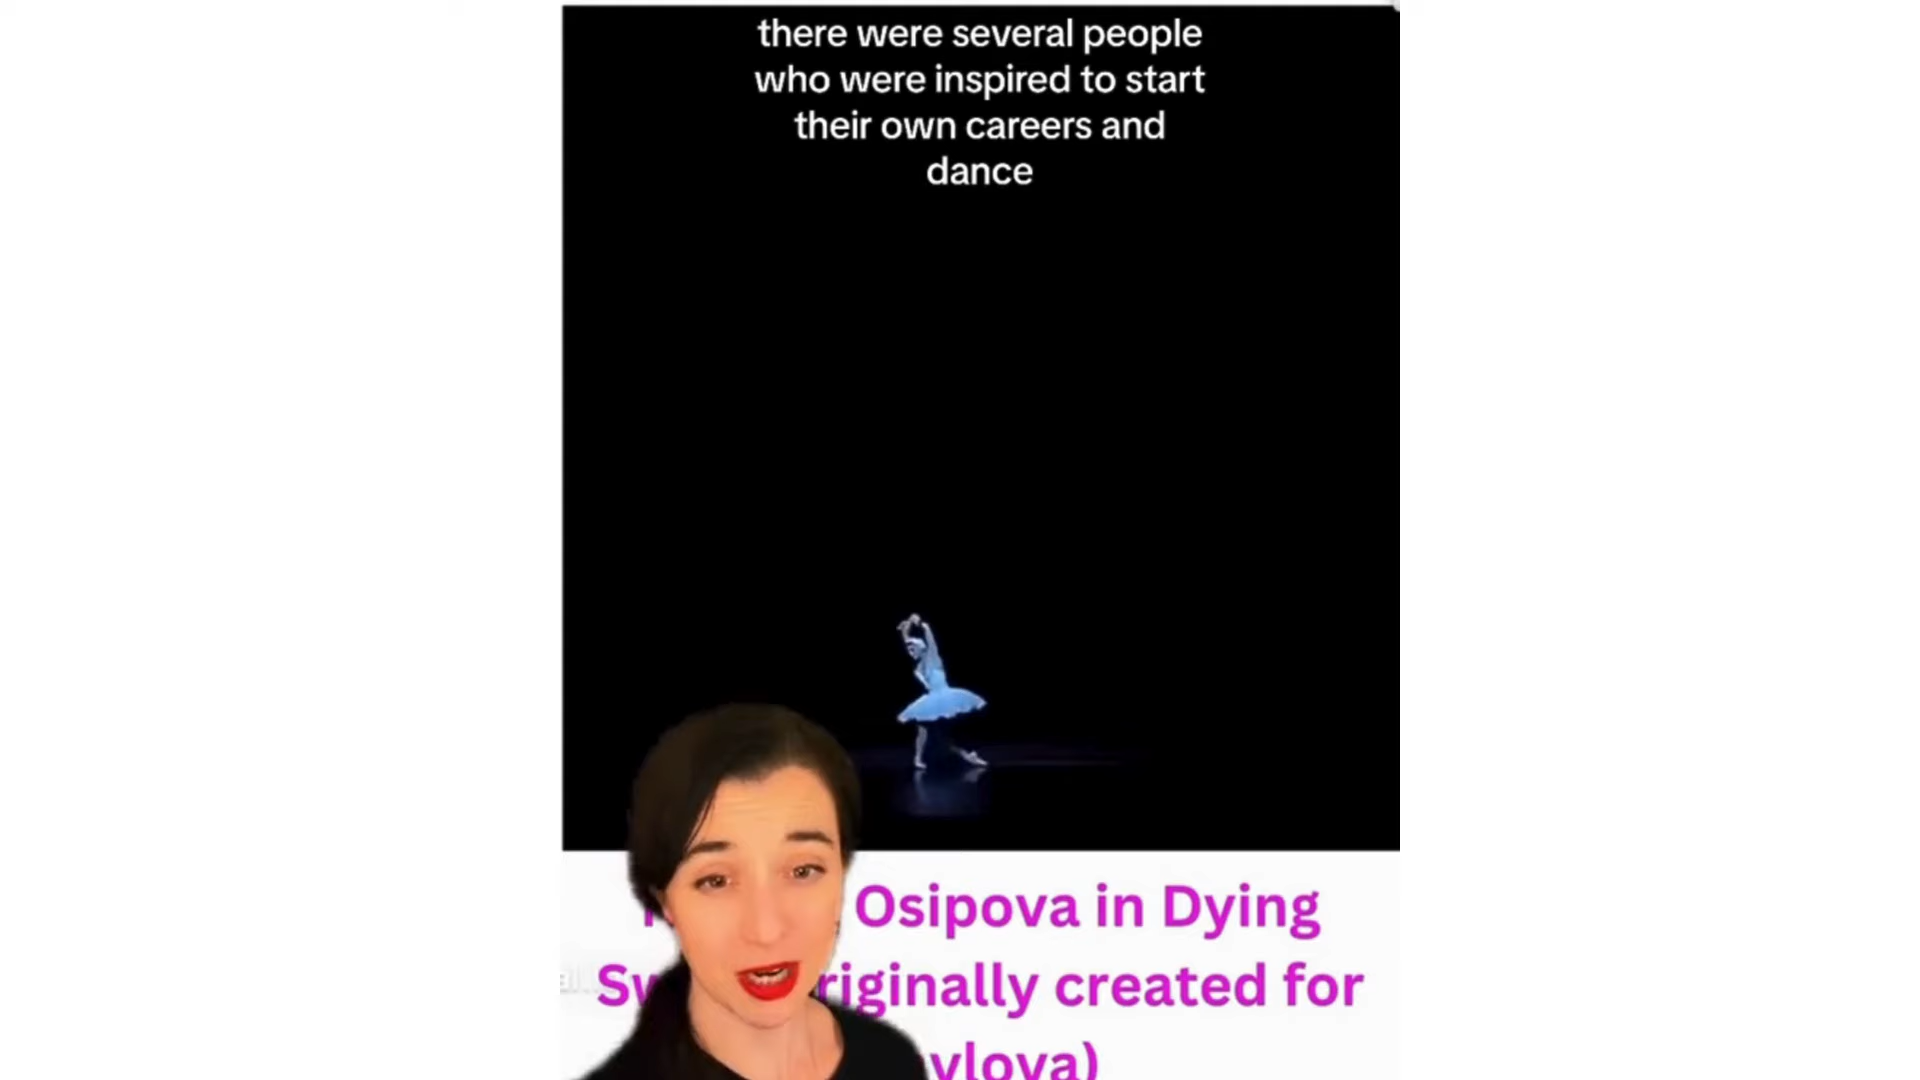 there were several people
who were inspired to start
their own careers and
dance
Osipova in Dying
riginally created for
vlova)